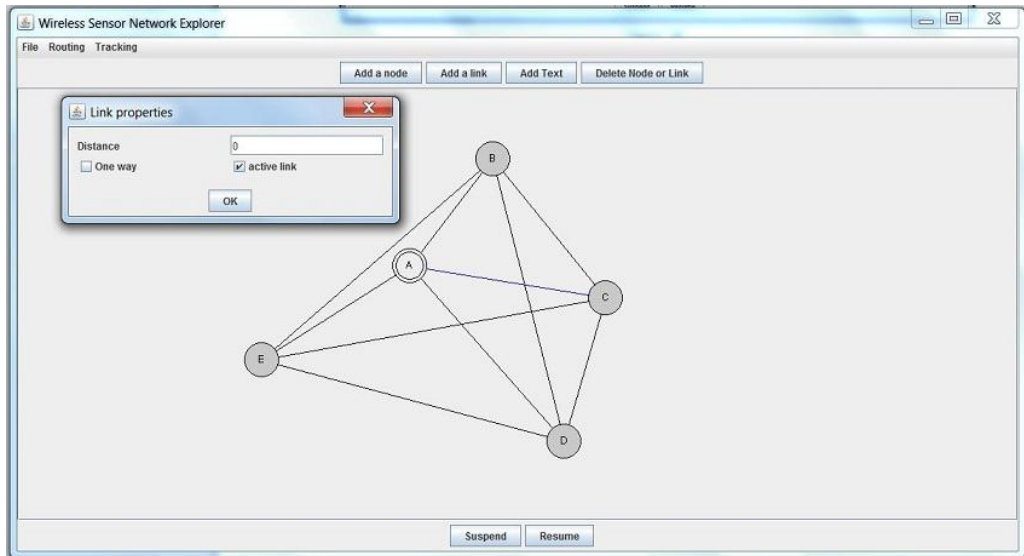 Wireless Sensor Network Explorer
File Routing Tracking
Add a node Add a link Add Text Delete Node or Link
Link properties
Distance 0
One way active link
OK
B
A
C
E
D
Suspend Resume